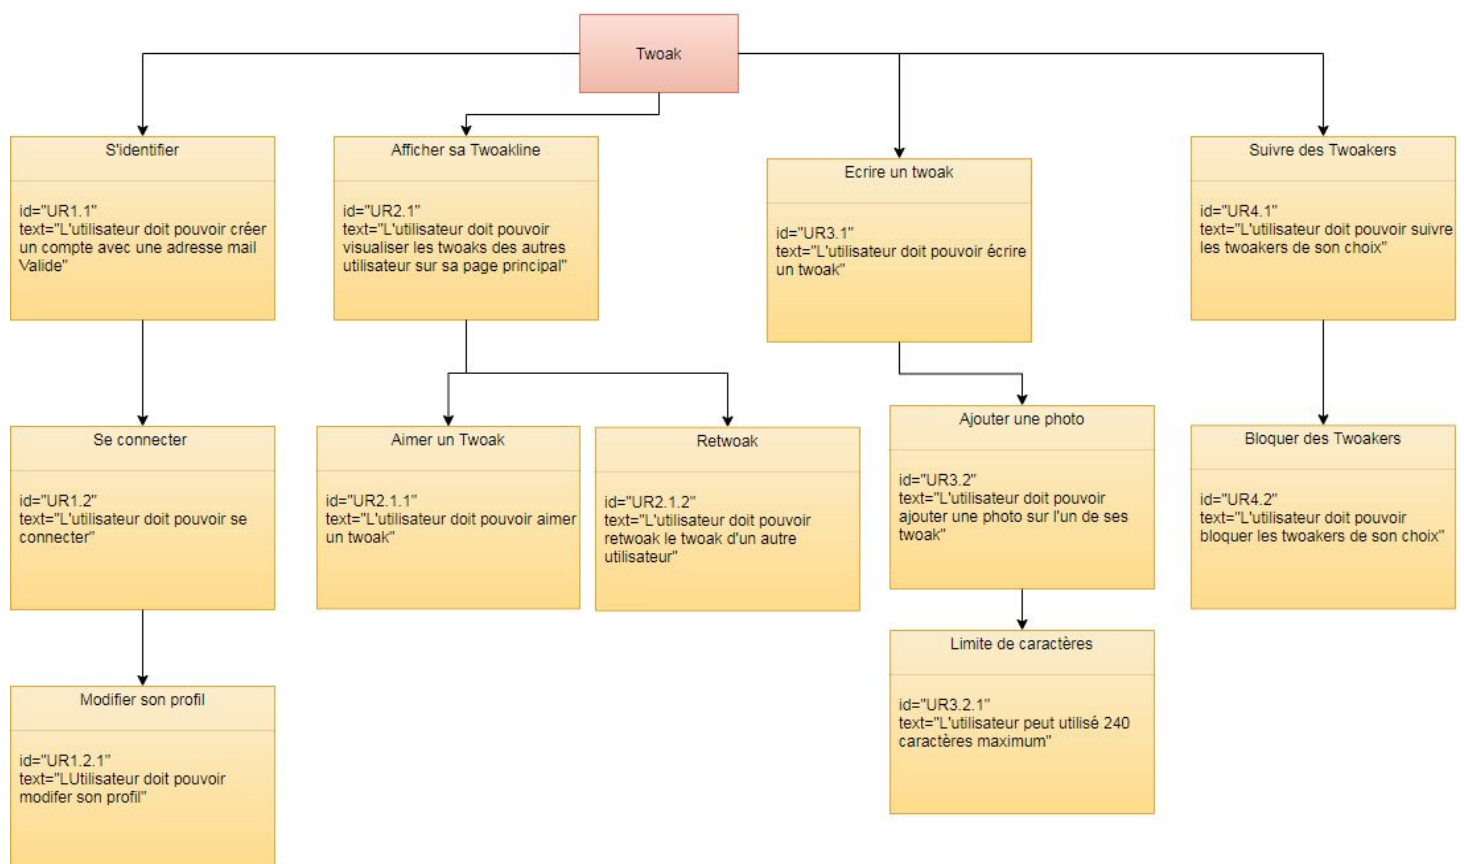 Twoak
S'identifier
id="UR1.1"
text="L'utilisateur doit pouvoir créer
un compte avec une adresse mail
Valide"
Afficher sa Twoakline
id="UR2.1"
text="L'utilisateur doit pouvoir
visualiser les twoaks des autres
utilisateur sur sa page principal"
Ecrire un twoak
id="UR3.1"
text="L'utilisateur doit pouvoir écrire
un twoak"
Suivre des Twoakers
id="UR4.1"
text="L'utilisateur doit pouvoir suivre
les twoakers de son choix"
Se connecter
id="UR1.2"
text="L'utilisateur doit pouvoir se
connecter"
Aimer un Twoak
id="UR2.1.1"
text="L'utilisateur doit pouvoir aimer
un twoak"
Retwoak
id="UR2.1.2"
text="L'utilisateur doit pouvoir
retwoak le twoak d'un autre
utilisateur"
Ajouter une photo
id="UR3.2"
text="L'utilisateur doit pouvoir
ajouter une photo sur l'un de ses
twoak"
Bloquer des Twoakers
id="UR4.2"
text="L'utilisateur doit pouvoir
bloquer les twoakers de son choix"
Modifier son profil
id="UR1.2.1"
text="LUtilisateur doit pouvoir
modifer son profil"
Limite de caractères
id="UR3.2.1"
text="L'utilisateur peut utilisé 240
caractères maximum"